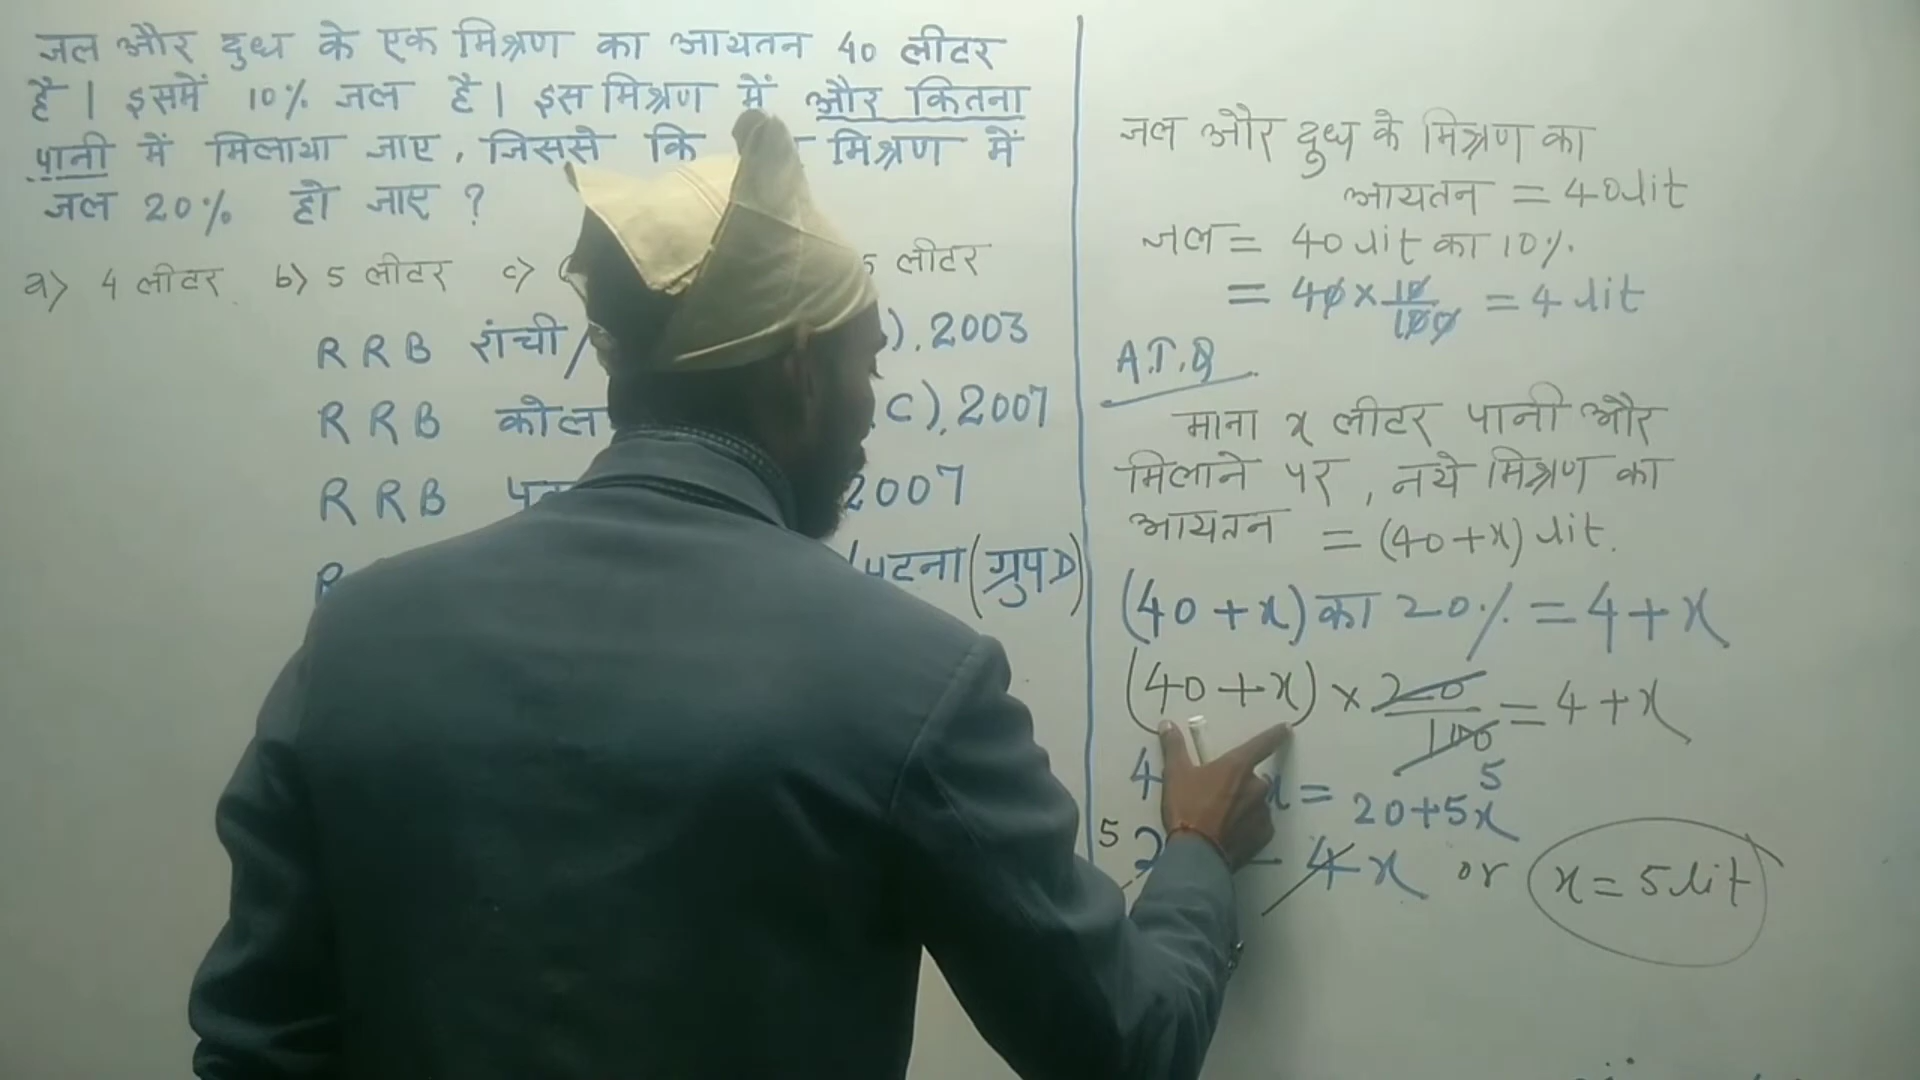 जल और दुध के एक मिश्रण का आयतन 40 लीटर
है। इसमें 10% जल है। इस मिश्रण में और कितना
पानी में मिलाया जाए, जिससे कि मिश्रण में
जल 20% हो जाए ?
a) 4 लीटर b) 5 लीटर c) लीटर
RRB रांची/ ). 2003
RRB C). 2007
RRB 2007
/पटना (ग्रुप D)
जल और दुध के मिश्रण का
आयतन = 40 lit
जल = 40 lit का 10%
= 40 × 10/100 = 4 lit
A.T.Q
माना x लीटर पानी और
मिलाने पर, नये मिश्रण का
आयतन = (40+x) lit.
(40+x) का 20% = 4+x
(40+x) × 20/100 = 4+x
5
x = 20+5x
5
4x or x = 5 lit